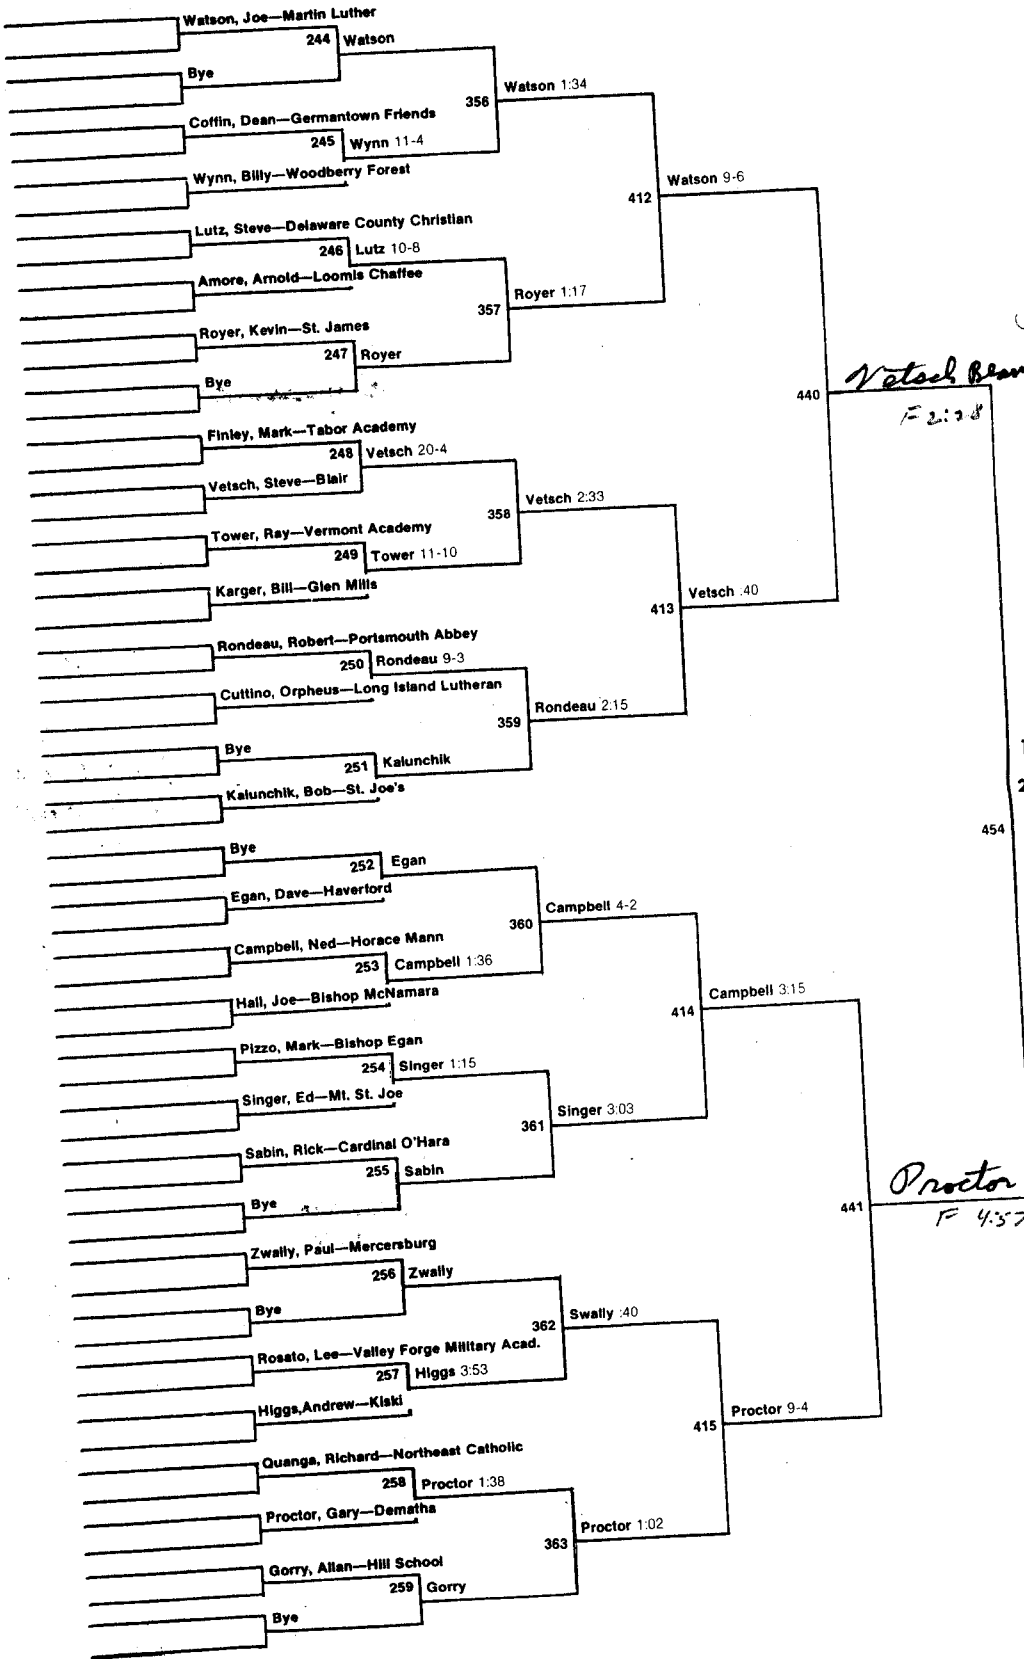 Watson, Joe—Martin Luther
244 Watson
Bye
356 Watson 1:34
Coffin, Dean—Germantown Friends
245 Wynn 11-4
Wynn, Billy—Woodberry Forest
412 Watson 9-6
Lutz, Steve—Delaware County Christian
246 Lutz 10-8
Amore, Arnold—Loomis Chaffee
357 Royer 1:17
Royer, Kevin—St. James
247 Royer
Bye
440 Vetsch
F 2:28
Finley, Mark—Tabor Academy
248 Vetsch 20-4
Vetsch, Steve—Blair
358 Vetsch 2:33
Tower, Ray—Vermont Academy
249 Tower 11-10
Karger, Bill—Glen Mills
413 Vetsch .40
Rondeau, Robert—Portsmouth Abbey
250 Rondeau 9-3
Cuttino, Orpheus—Long Island Lutheran
359 Rondeau 2:15
Bye
251 Kalunchik
Kalunchik, Bob—St. Joe's
454
Bye
252 Egan
Egan, Dave—Haverford
360 Campbell 4-2
Campbell, Ned—Horace Mann
253 Campbell 1:36
Hall, Joe—Bishop McNamara
414 Campbell 3:15
Pizzo, Mark—Bishop Egan
254 Singer 1:15
Singer, Ed—Mt. St. Joe
361 Singer 3:03
Sabin, Rick—Cardinal O'Hara
255 Sabin
Bye
441 Proctor
F 4:57
Zwally, Paul—Mercersburg
256 Zwally
Bye
362 Swally :40
Rosato, Lee—Valley Forge Military Acad.
257 Higgs 3:53
Higgs,Andrew—Kiski
415 Proctor 9-4
Quanga, Richard—Northeast Catholic
258 Proctor 1:38
Proctor, Gary—Dematha
363 Proctor 1:02
Gorry, Allan—Hill School
259 Gorry
Bye